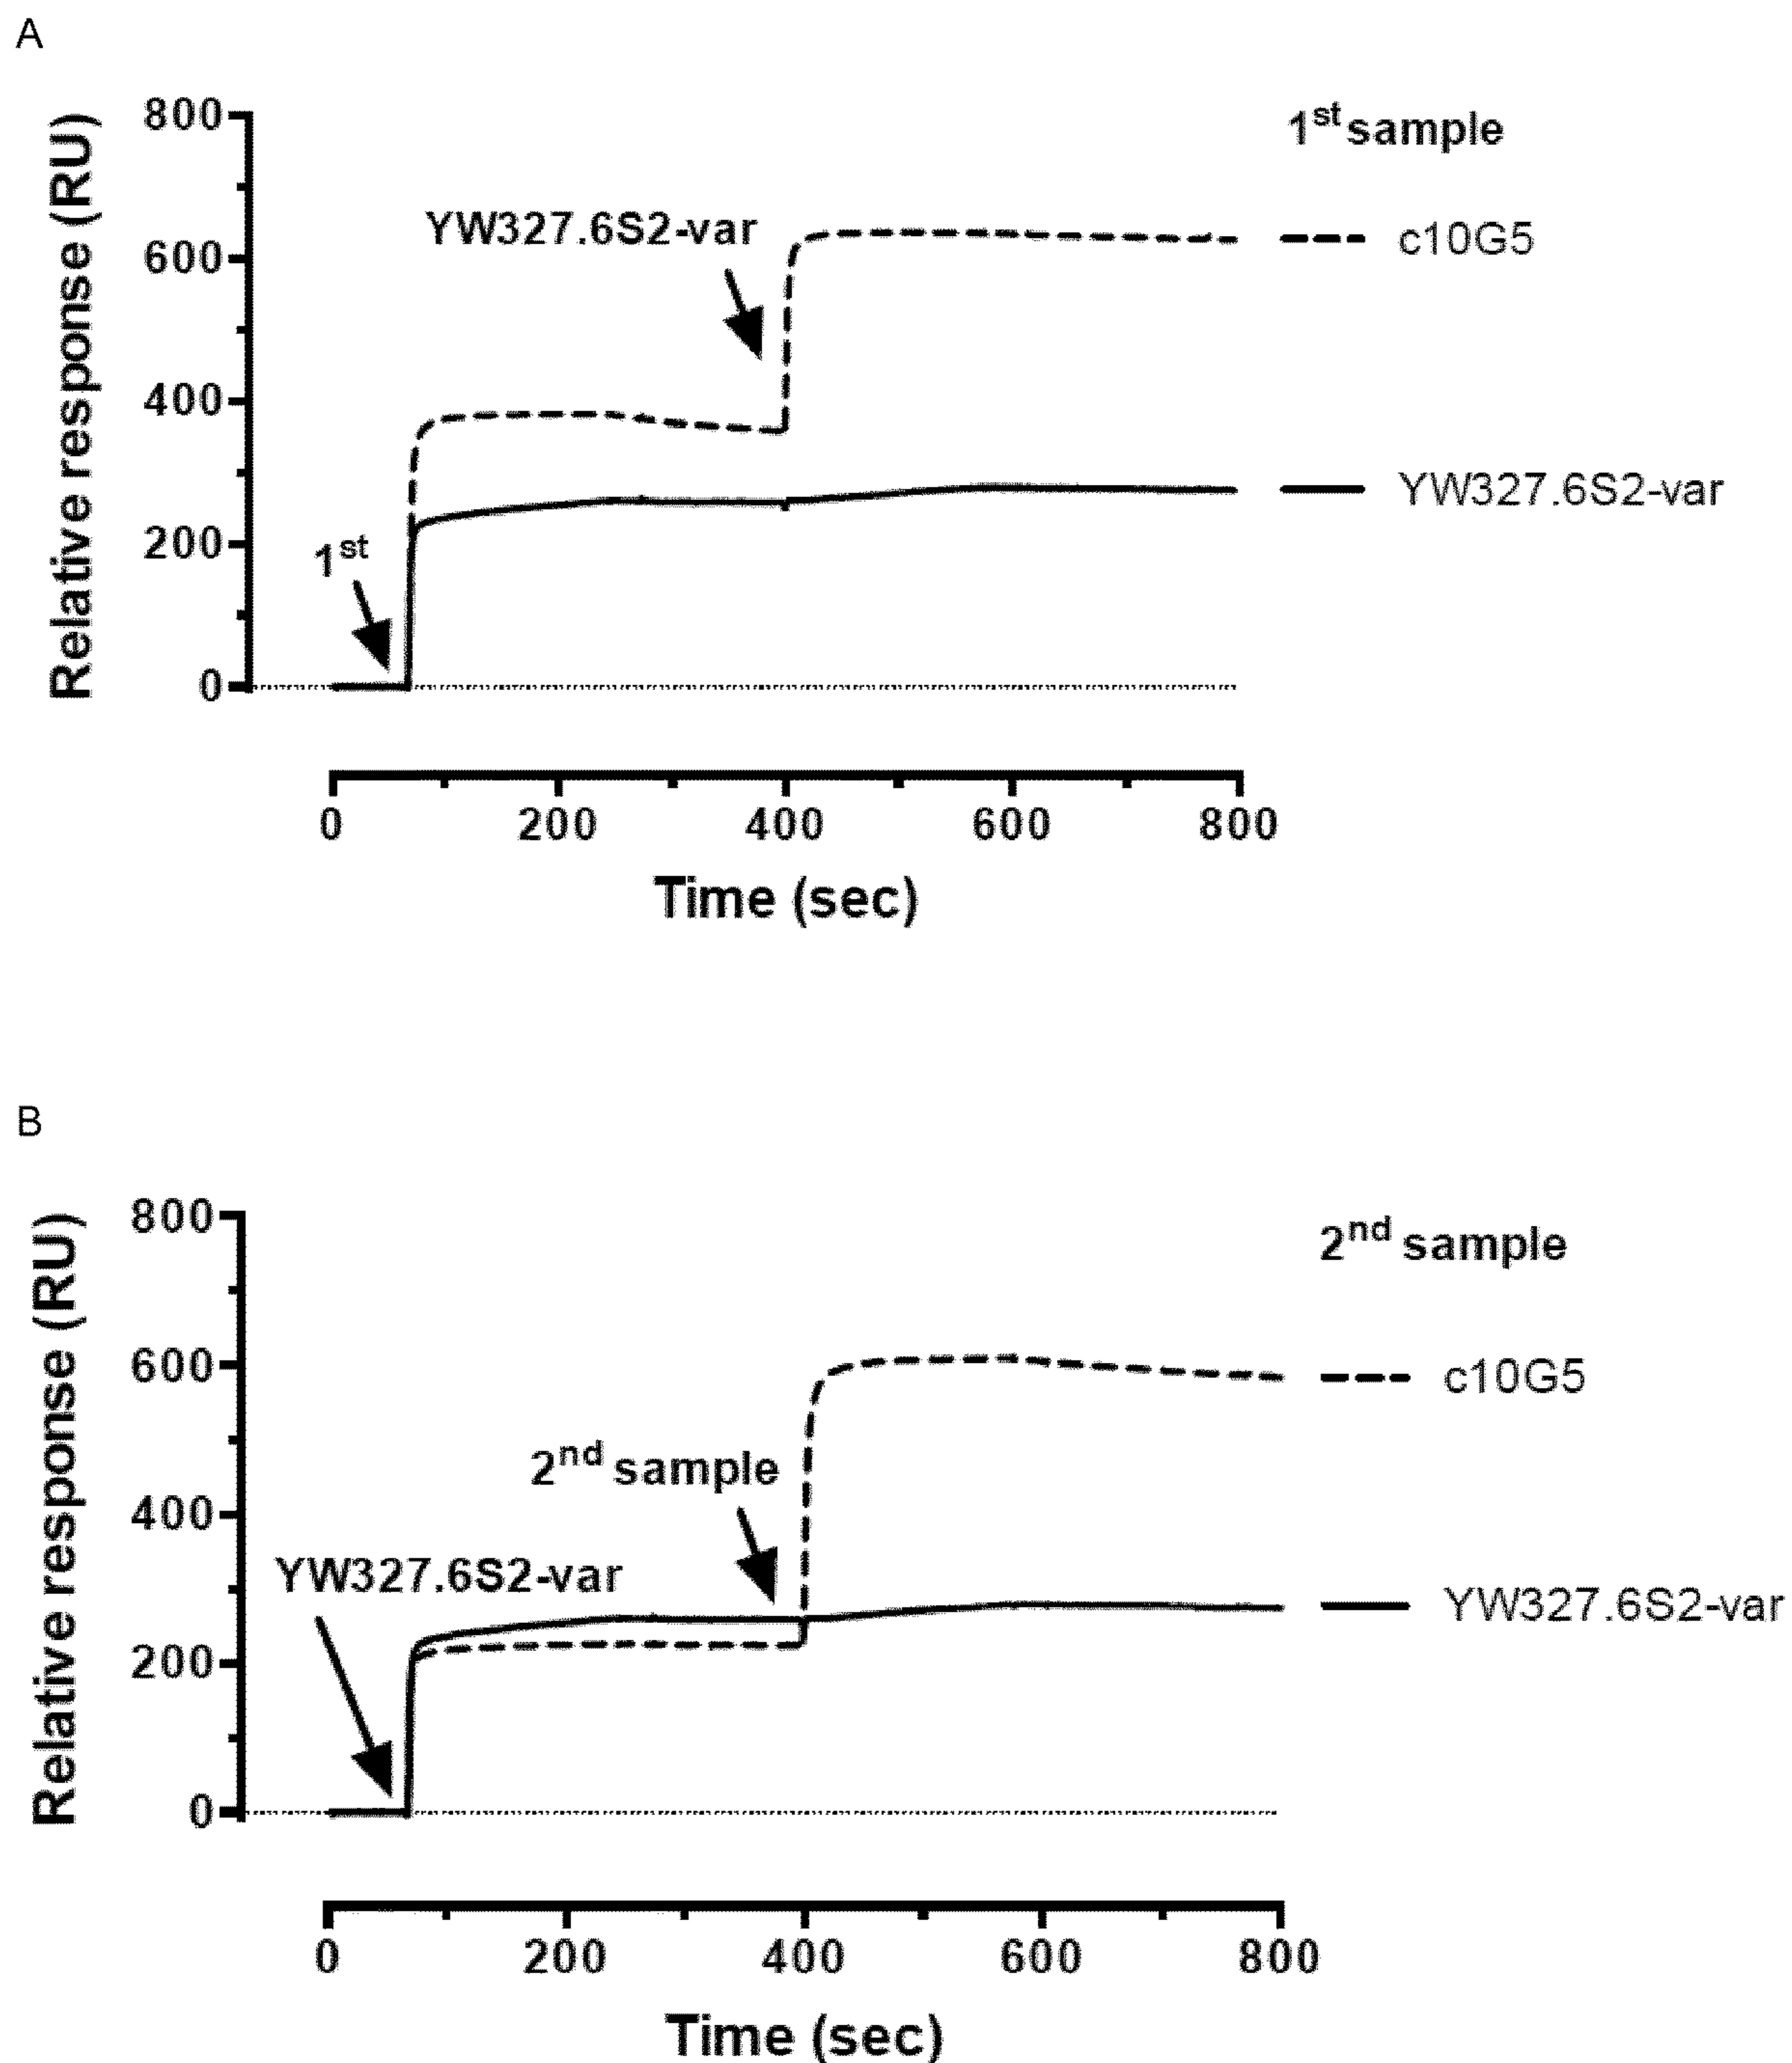 A
Relative response (RU)
800
600
400
200
0
1st sample
YW327.6S2-var
c10G5
YW327.6S2-var
1st
0 200 400 600 800
Time (sec)
B
Relative response (RU)
800
600
400
200
0
2nd sample
c10G5
2nd sample
YW327.6S2-var
YW327.6S2-var
0 200 400 600 800
Time (sec)